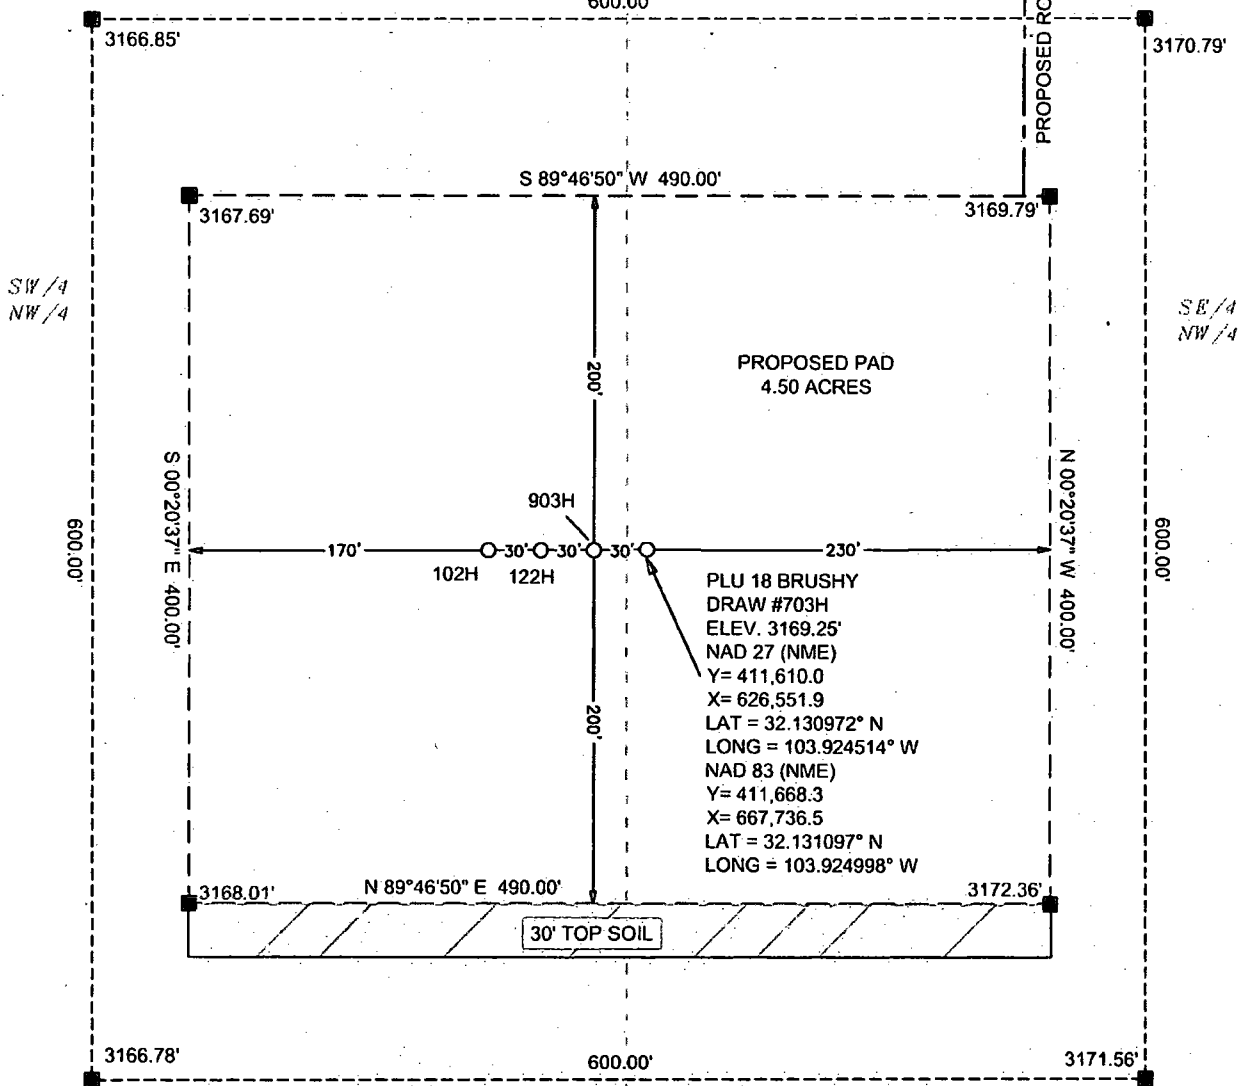 600.00'
3166.85'
3170.79'
PROPOSED
S 89°46'50" W 490.00'
3167.69'
3169.79'
SW/4
NW/4
SE/4
NW/4
200'
PROPOSED PAD
4.50 ACRES
S 00°20'37" E 400.00'
N 00°20'37" W 400.00'
600.00'
600.00'
903H
170'
30'
30'
30'
230'
102H
122H
PLU 18 BRUSHY
DRAW #703H
ELEV. 3169.25'
NAD 27 (NME)
Y= 411,610.0
X= 626,551.9
LAT = 32.130972° N
LONG = 103.924514° W
NAD 83 (NME)
Y= 411,668.3
X= 667,736.5
LAT = 32.131097° N
LONG = 103.924998° W
200'
3168.01'
N 89°46'50" E 490.00'
3172.36'
30' TOP SOIL
3166.78'
600.00'
3171.56'